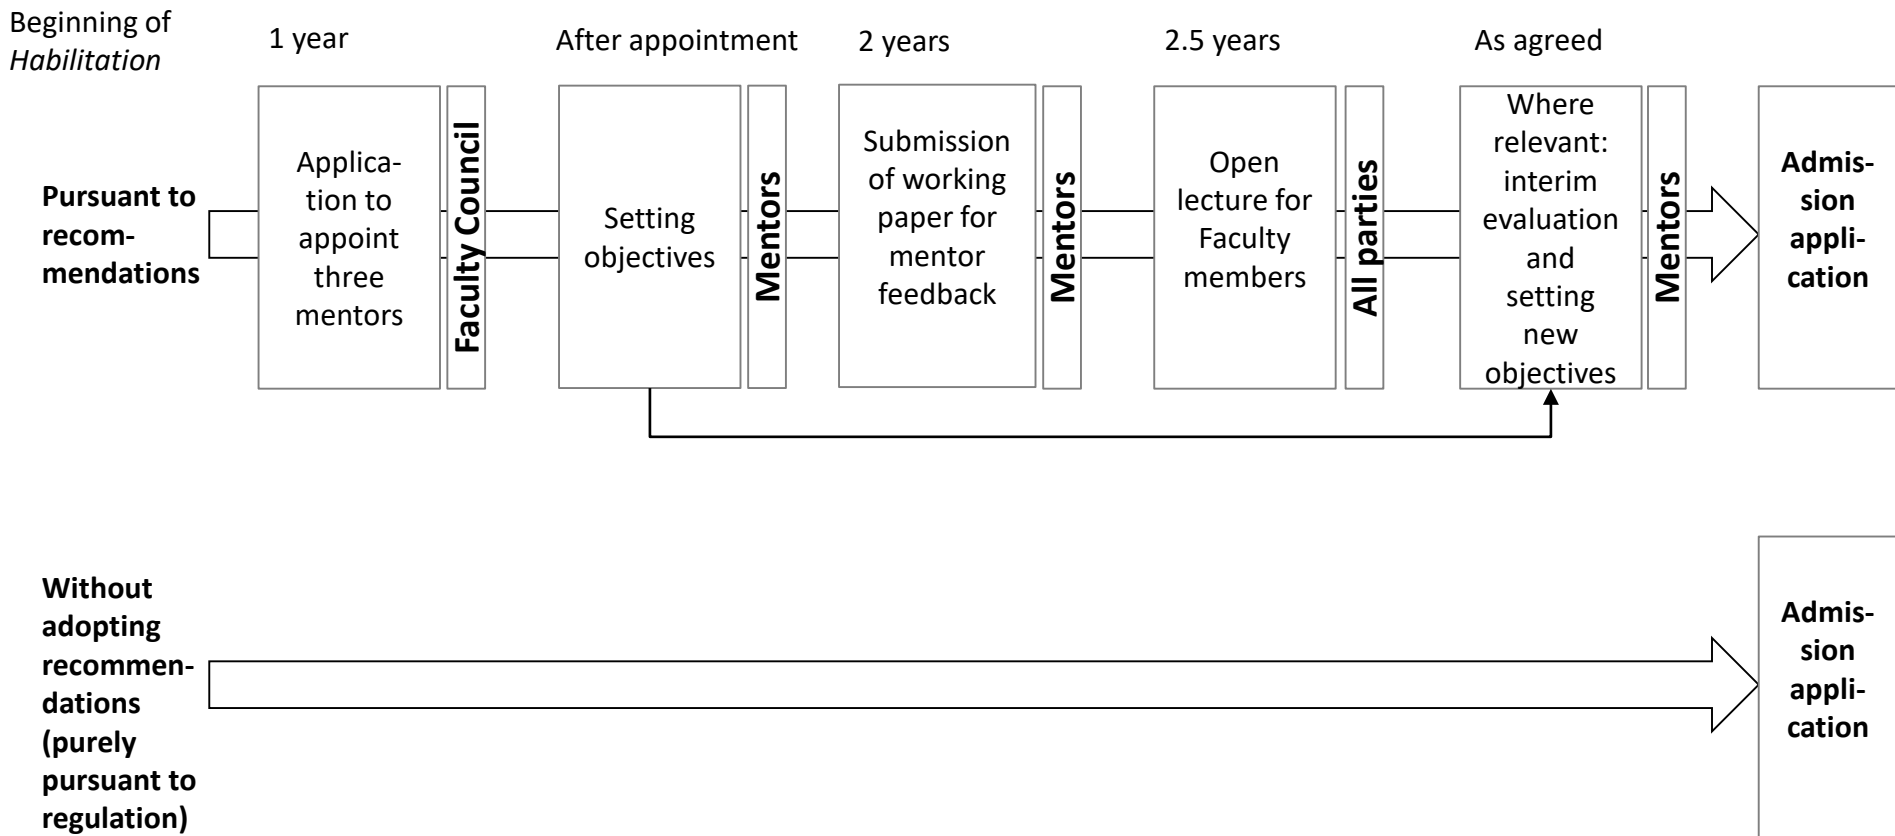 Beginning of
Habilitation
1 year
After appointment
2 years
2.5 years
As agreed
Pursuant to
recom-
mendations
Applica-
tion to
appoint
three
mentors
Faculty Council
Setting
objectives
Mentors
Submission
of working
paper for
mentor
feedback
Mentors
Open
lecture for
Faculty
members
All parties
Where
relevant:
interim
evaluation
and
setting
new
objectives
Mentors
Admis-
sion
appli-
cation
Without
adopting
recommen-
dations
(purely
pursuant to
regulation)
Admis-
sion
appli-
cation